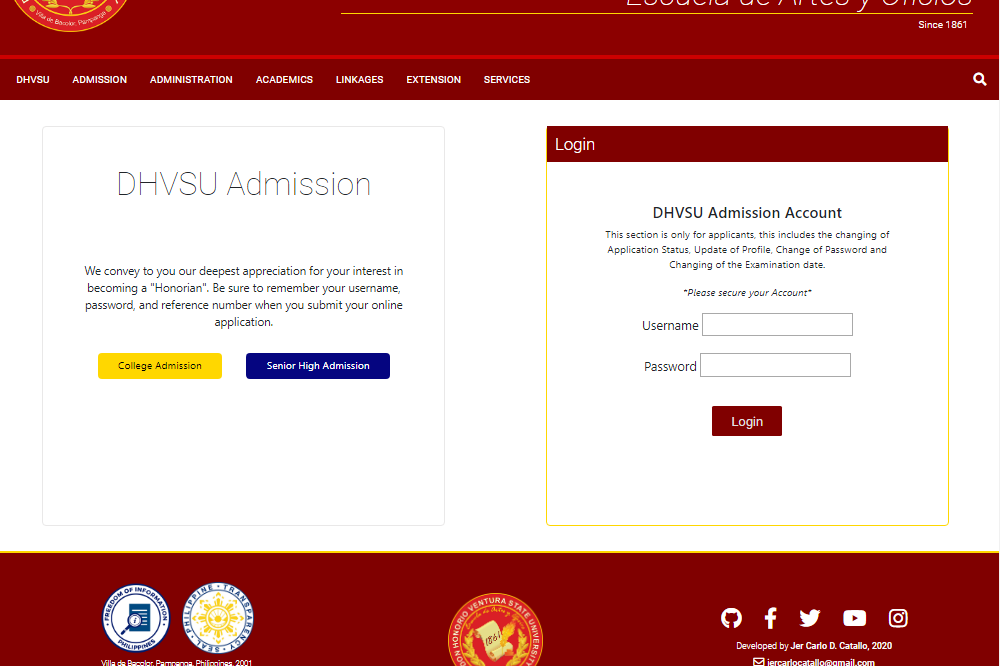 Villa de Bacolor, Pampanga
Escuela de Artes y Oficios
Since 1861
DHVSU ADMISSION ADMINISTRATION ACADEMICS LINKAGES EXTENSION SERVICES
DHVSU Admission
We convey to you our deepest appreciation for your interest in
becoming a "Honorian". Be sure to remember your username,
password, and reference number when you submit your online
application.
College Admission
Senior High Admission
Login
DHVSU Admission Account
This section is only for applicants, this includes the changing of
Application Status, Update of Profile, Change of Password and
Changing of the Examination date.
*Please secure your Account*
Username
Password
Login
FREEDOM OF INFORMATION
PHILIPPINES
PHILIPPINE TRANSPARENCY SEAL
Villa de Bacolor, Pampanga, Philippines, 2001
DON HONORIO VENTURA STATE UNIVERSITY
1861
Developed by Jer Carlo D. Catallo, 2020
jercarlocatallo@gmail.com